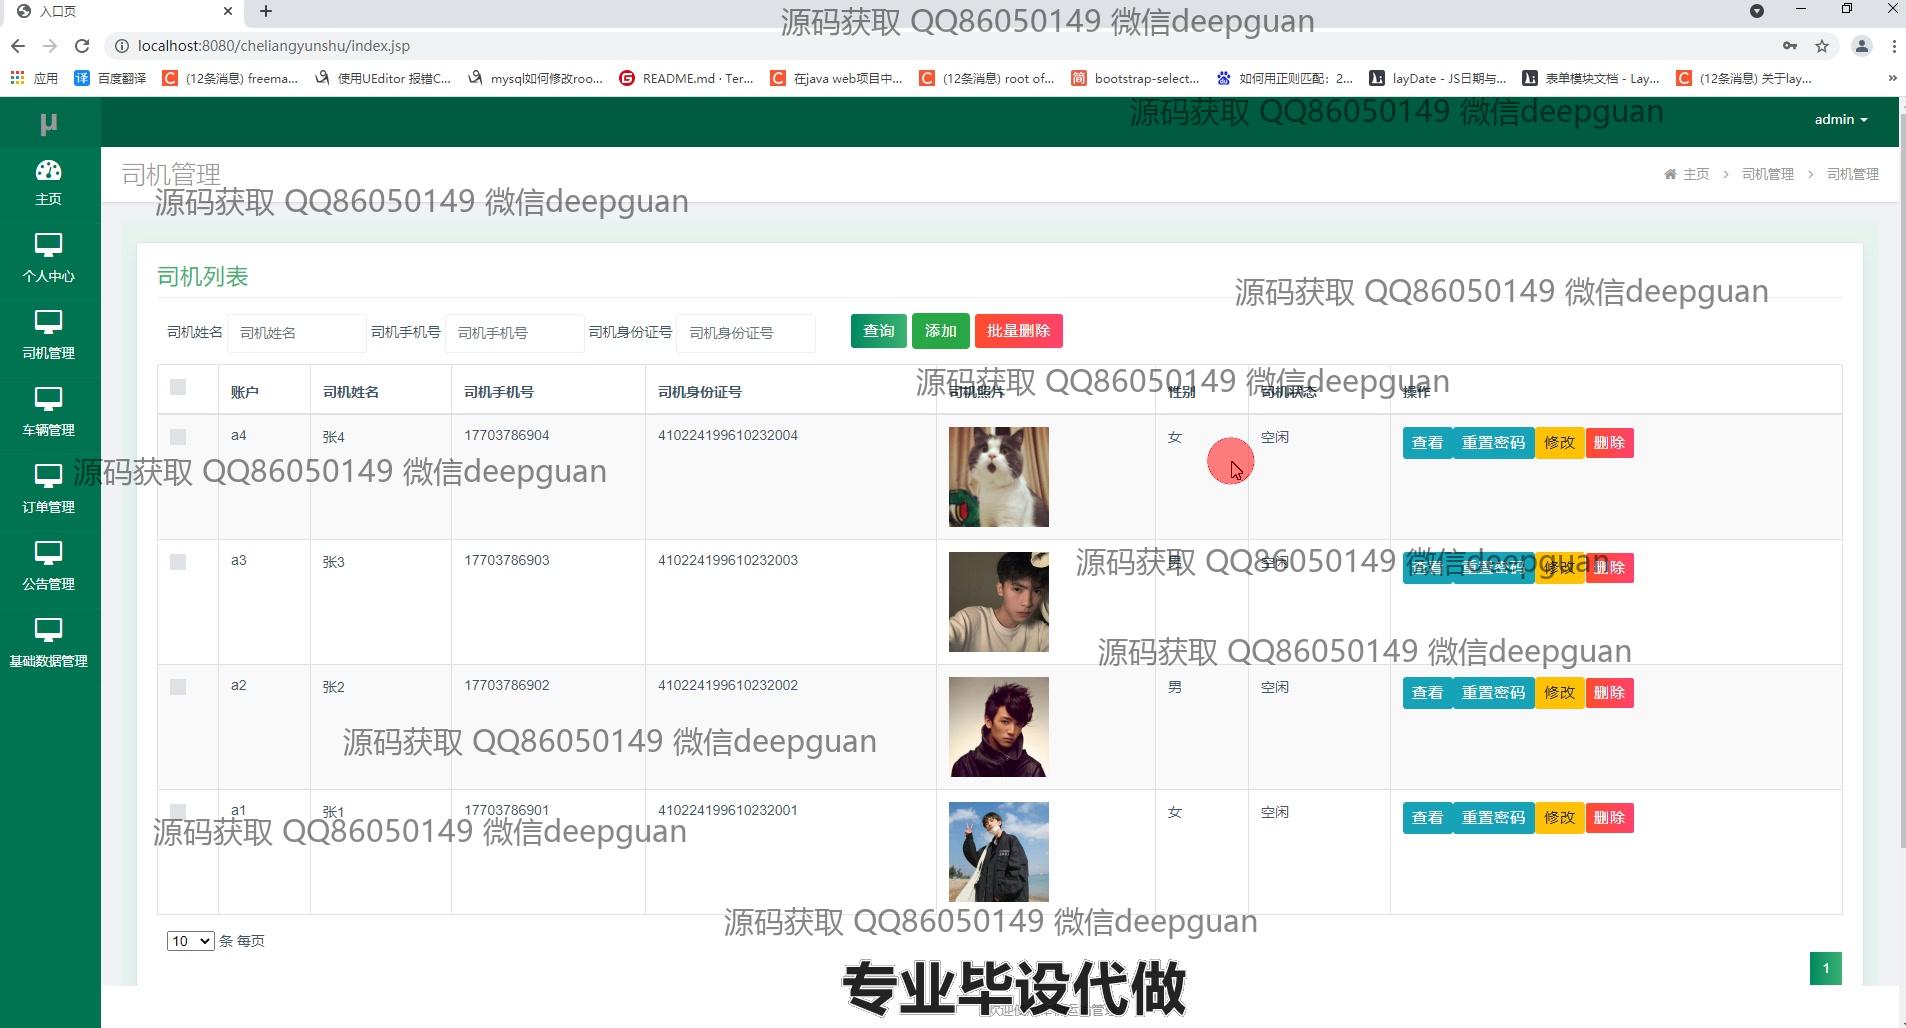 入口页
源码获取 QQ86050149 微信deepguan
localhost:8080/cheliangyunshu/index.jsp
应用 百度翻译 (12条消息) freema... 使用UEditor 报错C... mysql如何修改roo... README.md · Ter... 在java web项目中... (12条消息) root of... bootstrap-select... 如何用正则匹配：2... layDate - JS日期与... 表单模块文档 - Lay... (12条消息) 关于lay... »
源码获取 QQ86050149 微信deepguan
µ admin
司机管理 主页 > 司机管理 > 司机管理
主页
源码获取 QQ86050149 微信deepguan
个人中心
司机列表
源码获取 QQ86050149 微信deepguan
司机姓名 司机姓名 司机手机号 司机手机号 司机身份证号 司机身份证号 查询 添加 批量删除
司机管理
源码获取 QQ86050149 微信deepguan
账户 司机姓名 司机手机号 司机身份证号 司机照片 性别 司机状态 操作
车辆管理
a4 张4 17703786904 410224199610232004 女 空闲 查看 重置密码 修改 删除
源码获取 QQ86050149 微信deepguan
订单管理
a3 张3 17703786903 410224199610232003 男 空闲 查看 重置密码 修改 删除
源码获取 QQ86050149 微信deepguan
公告管理
源码获取 QQ86050149 微信deepguan
基础数据管理
a2 张2 17703786902 410224199610232002 男 空闲 查看 重置密码 修改 删除
源码获取 QQ86050149 微信deepguan
a1 张1 17703786901 410224199610232001 女 空闲 查看 重置密码 修改 删除
源码获取 QQ86050149 微信deepguan
源码获取 QQ86050149 微信deepguan
10 条 每页
1
专业毕设代做